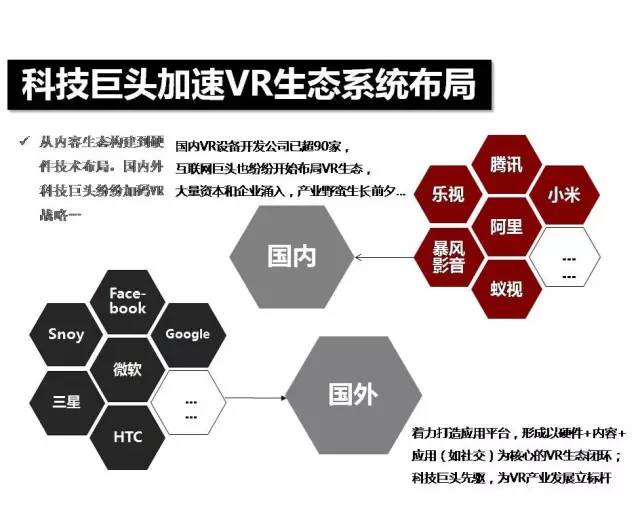 科技巨头加速VR生态系统布局
✓ 从内容生态构建到硬
件技术布局。国内外
科技巨头纷纷加码VR
战略…
国内VR设备开发公司已超90家，
互联网巨头也纷纷开始布局VR生态，
大量资本和企业涌入，产业野蛮生长前夕...
腾讯
乐视
小米
阿里
暴风
影音
...
...
蚁视
国内
Face-
book
Snoy
Google
微软
三星
...
...
HTC
国外
着力打造应用平台，形成以硬件+内容+
应用（如社交）为核心的VR生态闭环；
科技巨头先驱，为VR产业发展立标杆